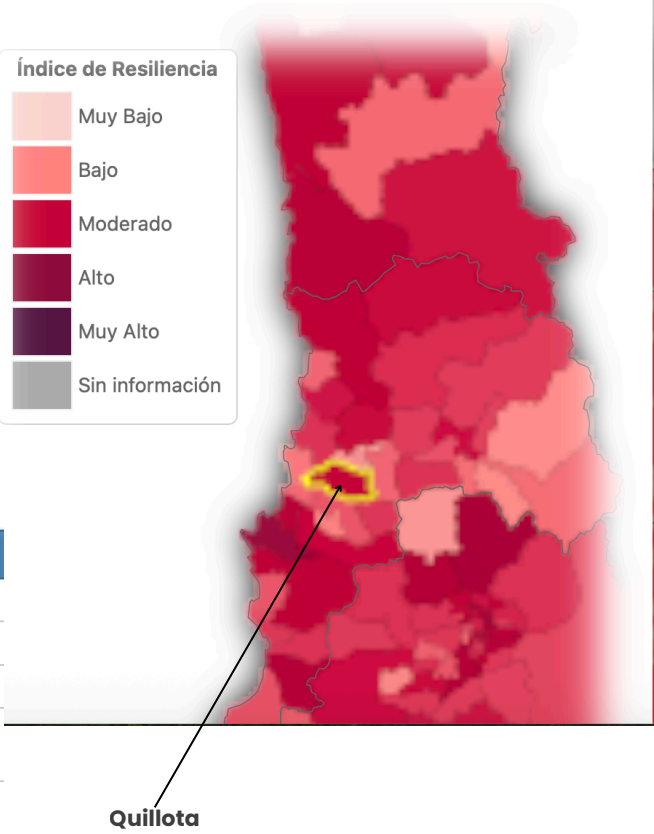 Índice de Resiliencia
Muy Bajo
Bajo
Moderado
Alto
Muy Alto
Sin información
Quillota